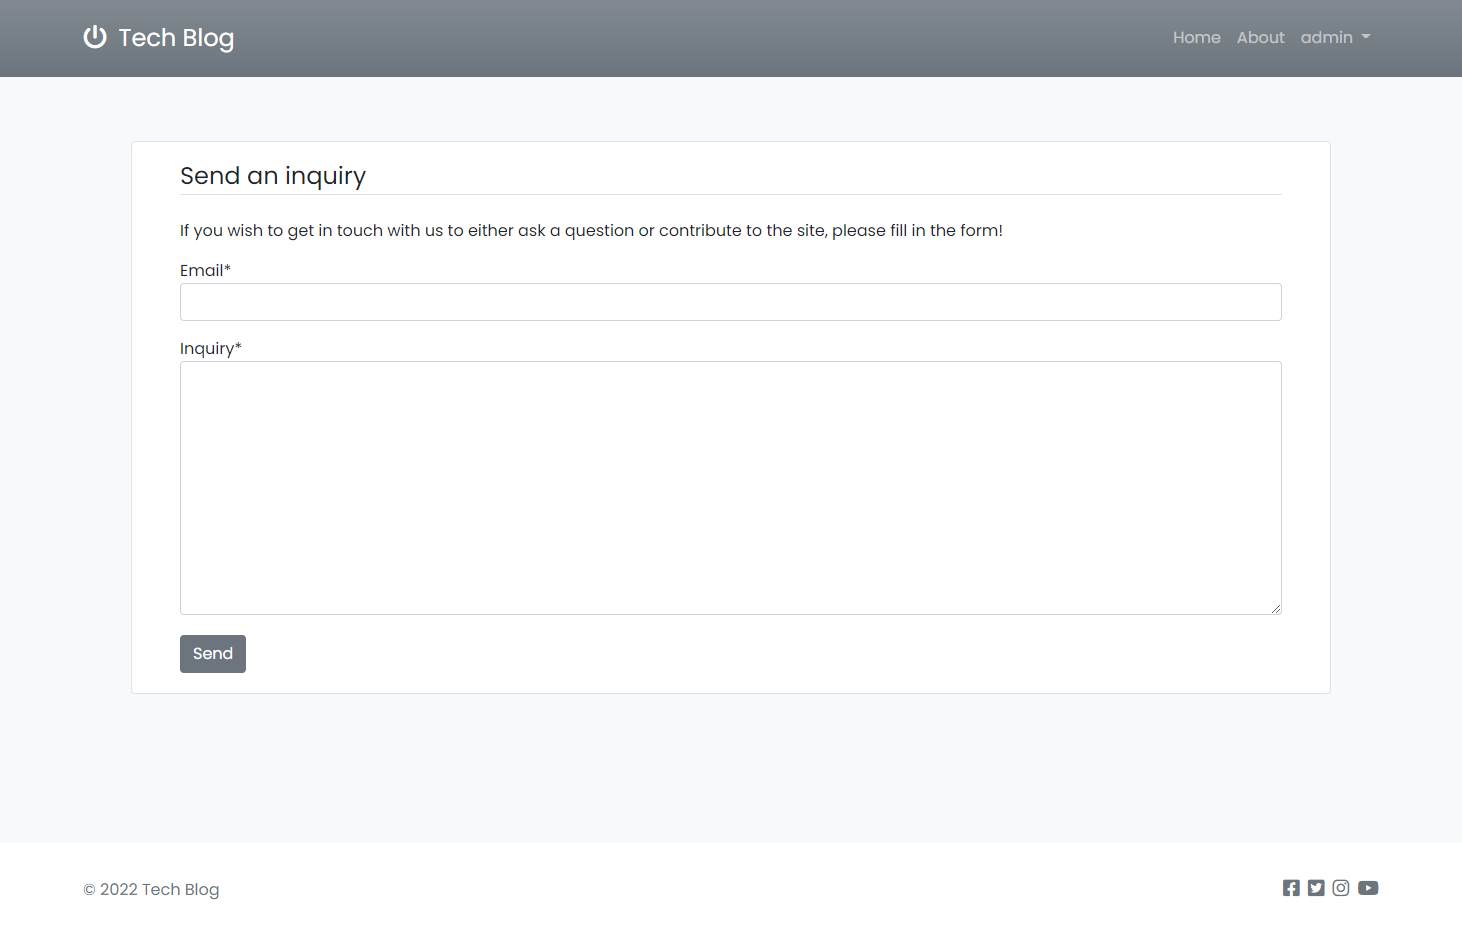 Tech Blog
Home About admin
Send an inquiry
If you wish to get in touch with us to either ask a question or contribute to the site, please fill in the form!
Email*
Inquiry*
Send
© 2022 Tech Blog